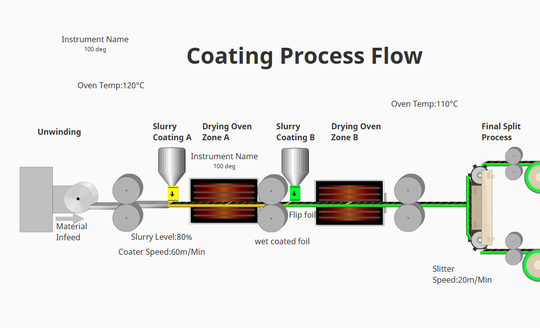 Instrument Name
100 deg
Coating Process Flow
Oven Temp:120°C
Oven Temp:110°C
Unwinding
Slurry
Coating A
Drying Oven
Zone A
Slurry
Coating B
Drying Oven
Zone B
Final Split
Process
Instrument Name
100 deg
Material
Infeed
Flip foil
Slurry Level:80%
wet coated foil
Coater Speed:60m/Min
Slitter
Speed:20m/Min